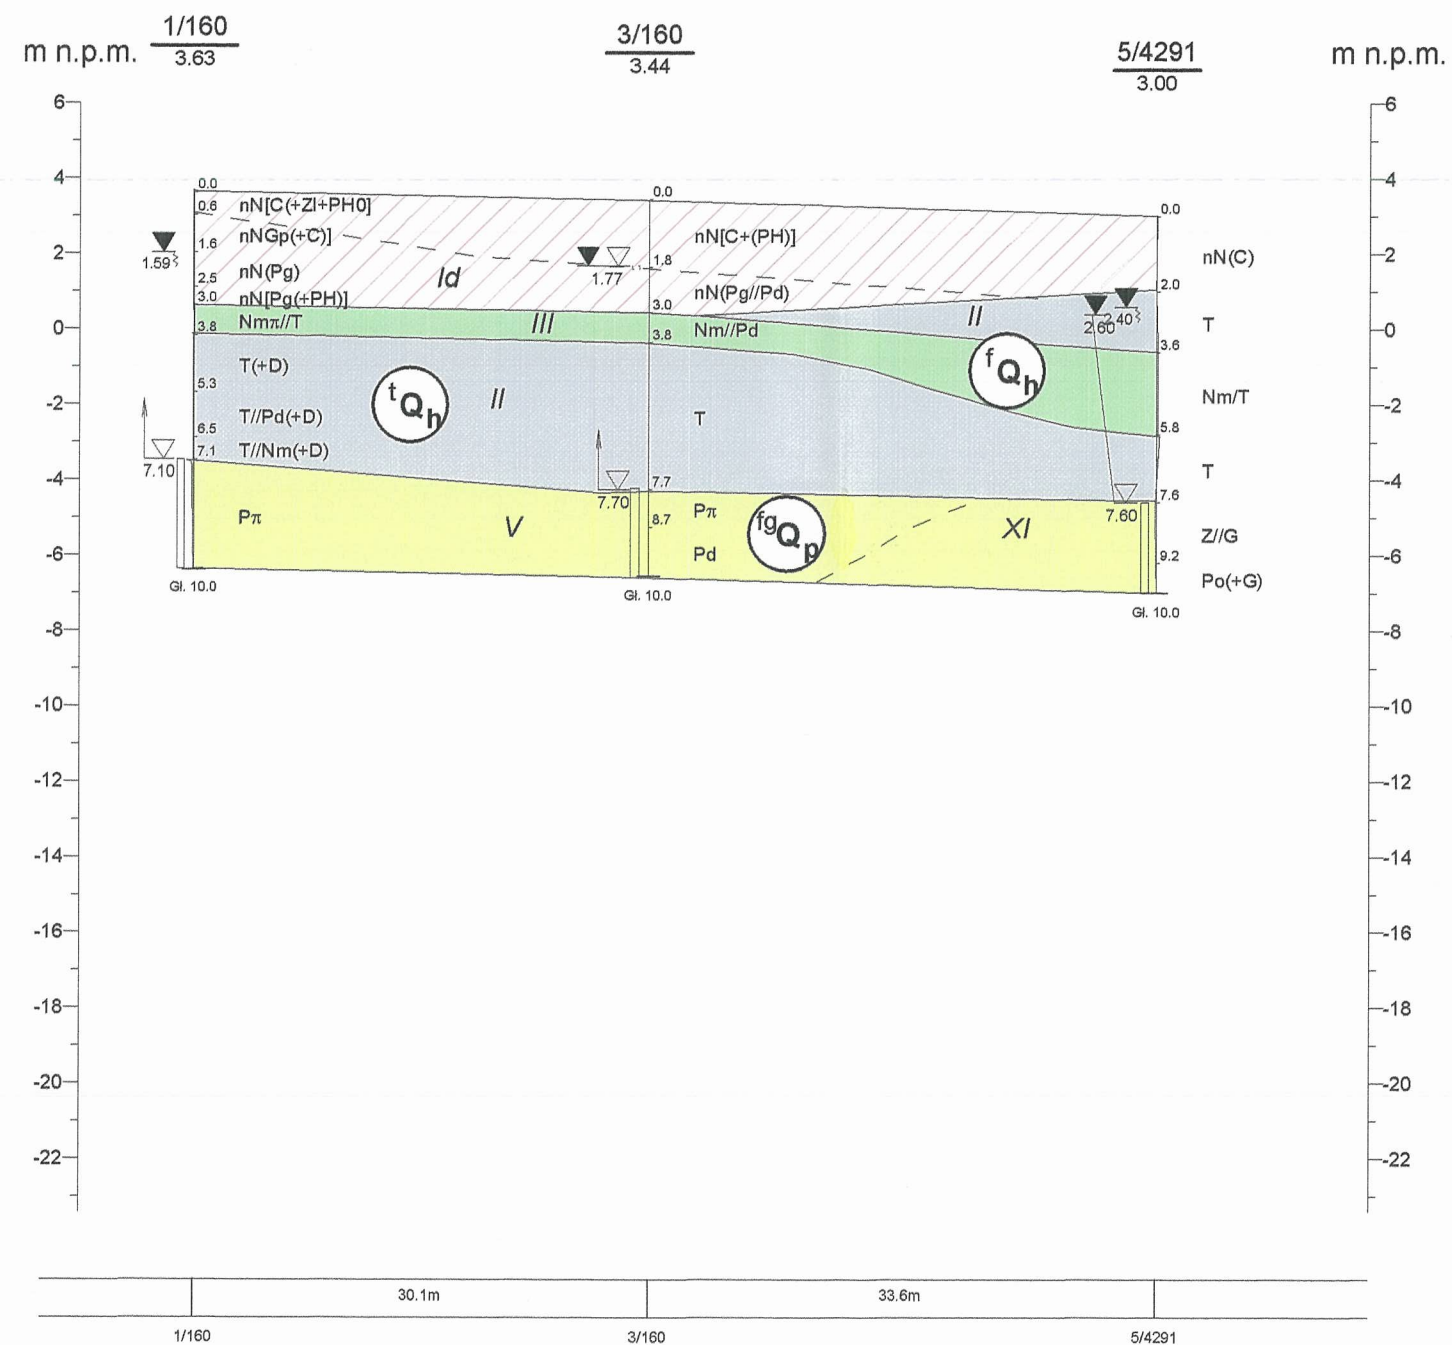 1/160
3.63
3/160
3.44
5/4291
3.00
m n.p.m.
m n.p.m.
6
4
2
0
-2
-4
-6
-8
-10
-12
-14
-16
-18
-20
-22
0.0
0.6
1.6
2.5
3.0
3.8
5.3
6.5
7.1
nN[C(+Zl+PH0]
nNGp(+C)]
nN(Pg)
nN[Pg(+PH)]
Nmπ//T
T(+D)
T//Pd(+D)
T//Nm(+D)
Pπ
1.59
7.10
Gł. 10.0
Id
III
II
tQh
V
1.77
7.70
0.0
1.8
3.0
3.8
7.7
8.7
nN[C+(PH)]
nN(Pg//Pd)
Nm//Pd
T
Pπ
Pd
Gł. 10.0
fgQp
II
fQh
XI
2.60
2.40
7.60
0.0
2.0
3.6
5.8
7.6
9.2
nN(C)
T
Nm/T
T
Z//G
Po(+G)
Gł. 10.0
6
4
2
0
-2
-4
-6
-8
-10
-12
-14
-16
-18
-20
-22
30.1m
33.6m
1/160
3/160
5/4291